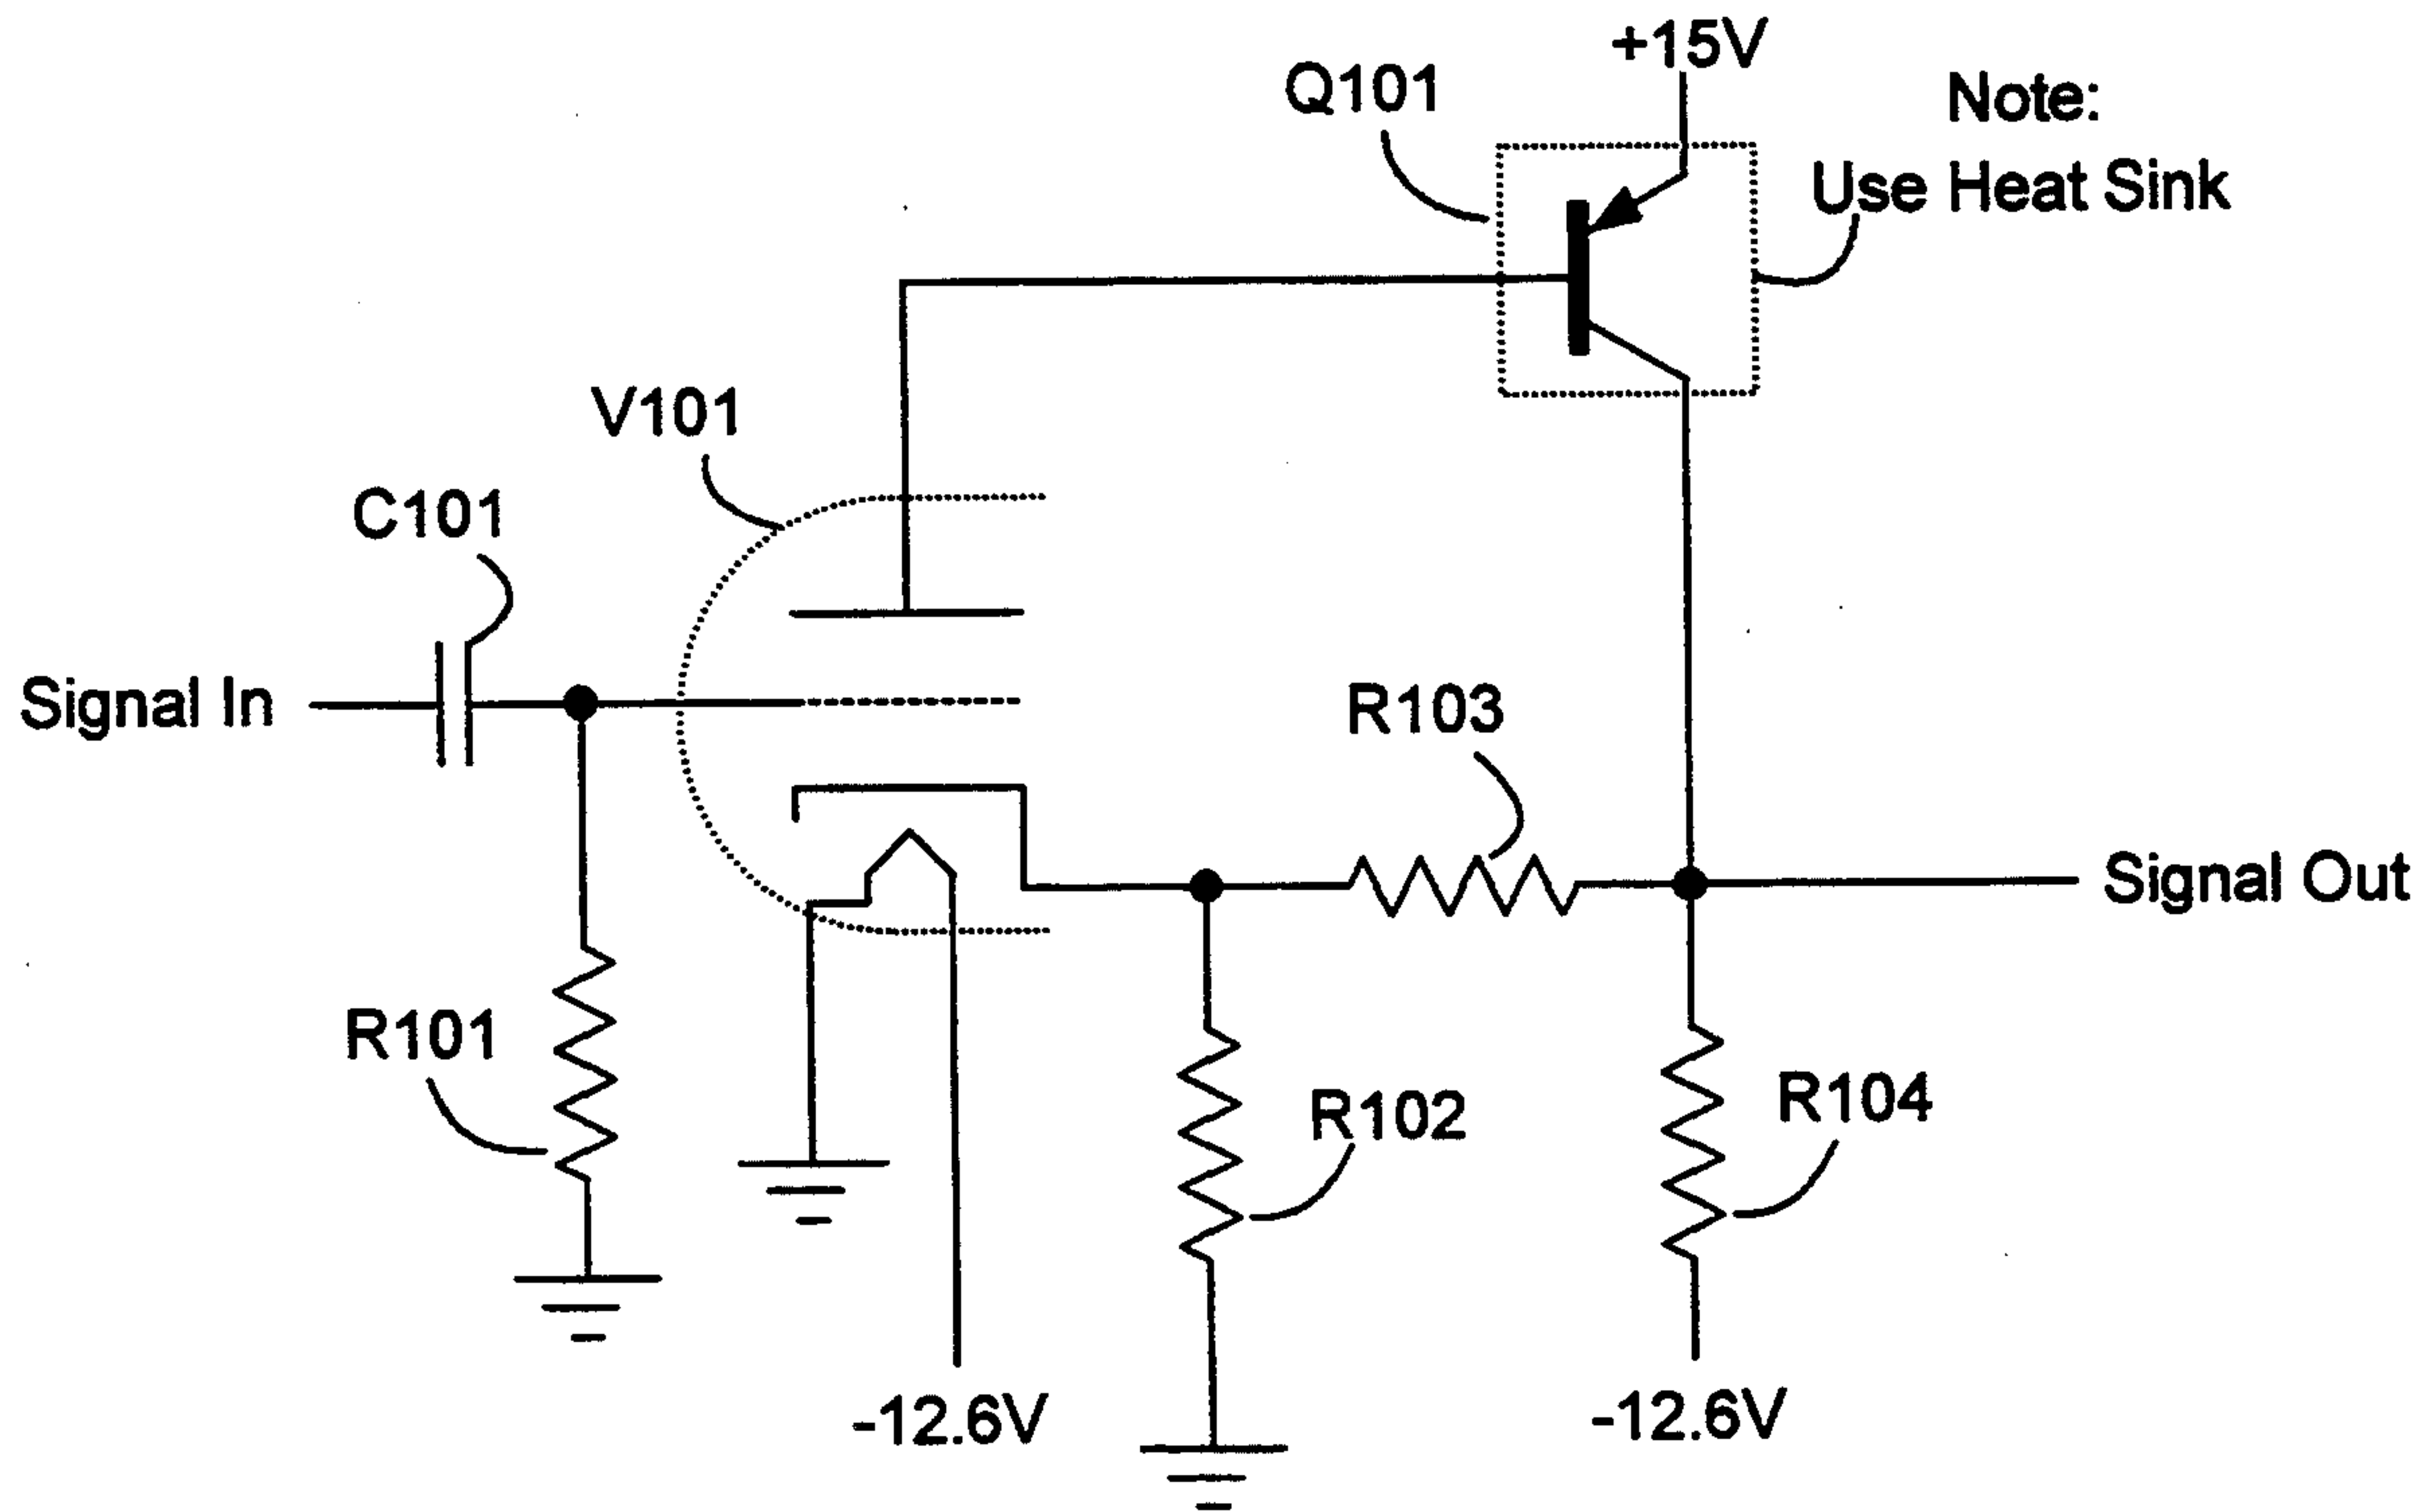 +15V
Q101
Note:
Use Heat Sink
V101
C101
Signal In
R103
Signal Out
R101
R102
R104
-12.6V
-12.6V